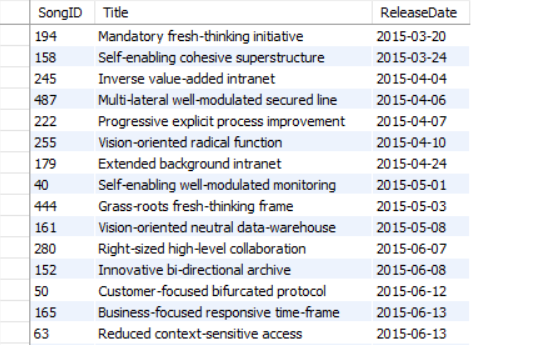 SongID Title ReleaseDate
194 Mandatory fresh-thinking initiative 2015-03-20
158 Self-enabling cohesive superstructure 2015-03-24
245 Inverse value-added intranet 2015-04-04
487 Multi-lateral well-modulated secured line 2015-04-06
222 Progressive explicit process improvement 2015-04-07
255 Vision-oriented radical function 2015-04-10
179 Extended background intranet 2015-04-24
40 Self-enabling well-modulated monitoring 2015-05-01
444 Grass-roots fresh-thinking frame 2015-05-03
161 Vision-oriented neutral data-warehouse 2015-05-08
280 Right-sized high-level collaboration 2015-06-07
152 Innovative bi-directional archive 2015-06-08
50 Customer-focused bifurcated protocol 2015-06-12
165 Business-focused responsive time-frame 2015-06-13
63 Reduced context-sensitive access 2015-06-13